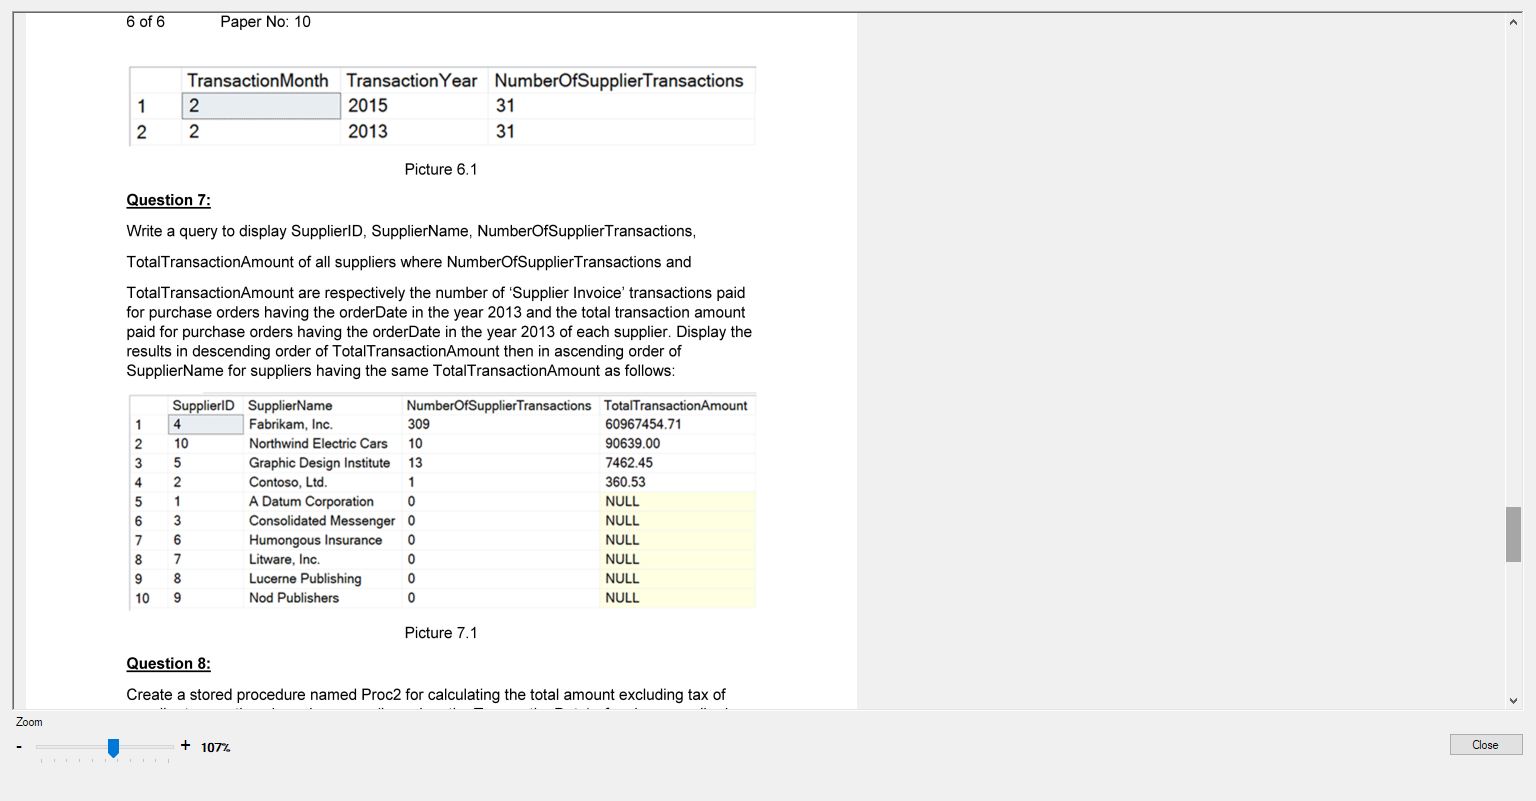 6 of 6 Paper No: 10
TransactionMonth TransactionYear NumberOfSupplierTransactions
1 2 2015 31
2 2 2013 31
Picture 6.1
Question 7:
Write a query to display SupplierID, SupplierName, NumberOfSupplierTransactions,
TotalTransactionAmount of all suppliers where NumberOfSupplierTransactions and
TotalTransactionAmount are respectively the number of ‘Supplier Invoice’ transactions paid
for purchase orders having the orderDate in the year 2013 and the total transaction amount
paid for purchase orders having the orderDate in the year 2013 of each supplier. Display the
results in descending order of TotalTransactionAmount then in ascending order of
SupplierName for suppliers having the same TotalTransactionAmount as follows:
SupplierID SupplierName NumberOfSupplierTransactions TotalTransactionAmount
1 4 Fabrikam, Inc. 309 60967454.71
2 10 Northwind Electric Cars 10 90639.00
3 5 Graphic Design Institute 13 7462.45
4 2 Contoso, Ltd. 1 360.53
5 1 A Datum Corporation 0 NULL
6 3 Consolidated Messenger 0 NULL
7 6 Humongous Insurance 0 NULL
8 7 Litware, Inc. 0 NULL
9 8 Lucerne Publishing 0 NULL
10 9 Nod Publishers 0 NULL
Picture 7.1
Question 8:
Create a stored procedure named Proc2 for calculating the total amount excluding tax of
Zoom
- + 107%
Close